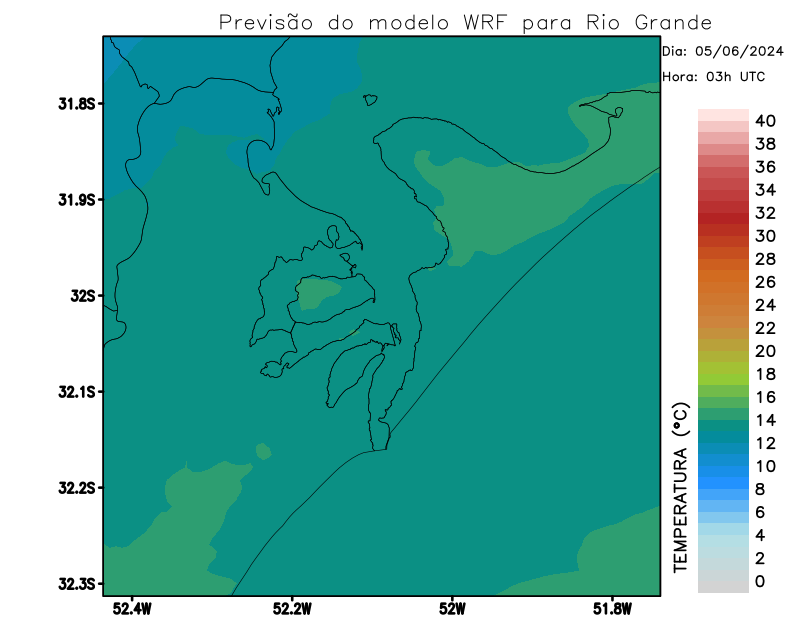 Previsão do modelo WRF para Rio Grande
Dia: 05/06/2024
Hora: 03h UTC
31.8S
31.9S
32S
32.1S
32.2S
32.3S
52.4W
52.2W
52W
51.8W
TEMPERATURA (°C)
40
38
36
34
32
30
28
26
24
22
20
18
16
14
12
10
8
6
4
2
0